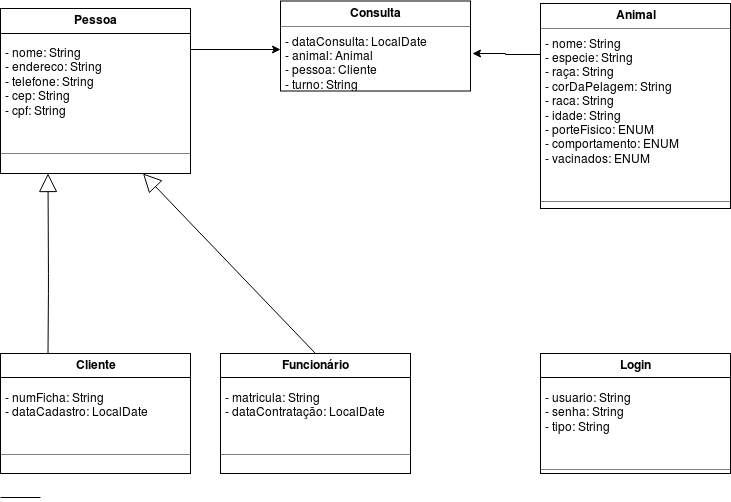 Pessoa
- nome: String
- endereco: String
- telefone: String
- cep: String
- cpf: String
Consulta
- dataConsulta: LocalDate
- animal: Animal
- pessoa: Cliente
- turno: String
Animal
- nome: String
- especie: String
- raça: String
- corDaPelagem: String
- raca: String
- idade: String
- porteFisico: ENUM
- comportamento: ENUM
- vacinados: ENUM
Cliente
- numFicha: String
- dataCadastro: LocalDate
Funcionário
- matricula: String
- dataContratação: LocalDate
Login
- usuario: String
- senha: String
- tipo: String